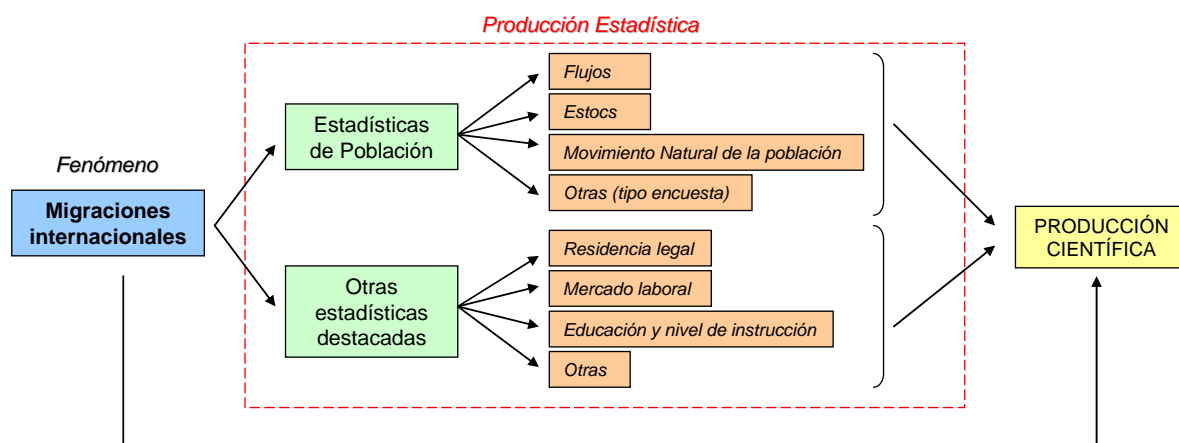 Producción Estadística
Flujos
Estadísticas
de Población
Estocs
Movimiento Natural de la población
Otras (tipo encuesta)
Fenómeno
Migraciones
internacionales
PRODUCCIÓN
CIENTÍFICA
Residencia legal
Otras
estadísticas
destacadas
Mercado laboral
Educación y nivel de instrucción
Otras